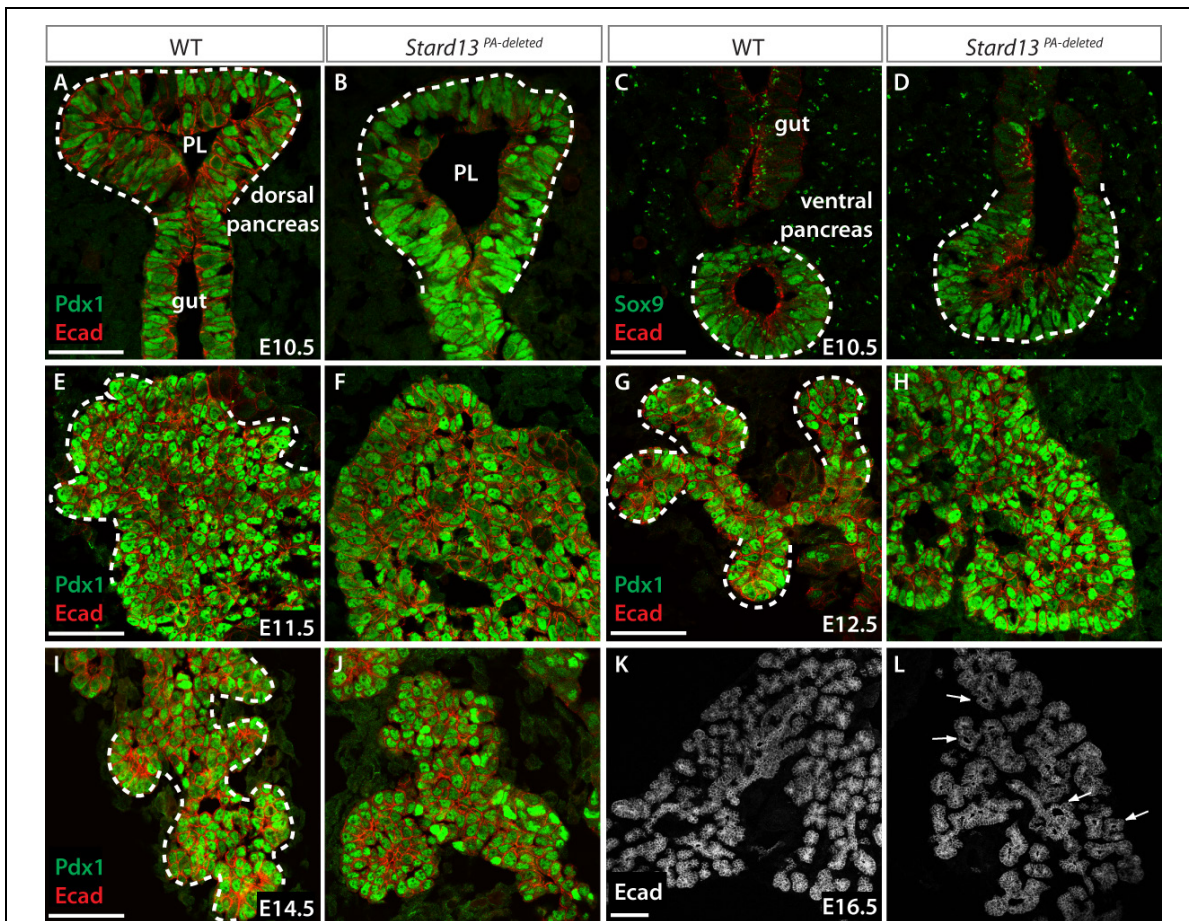 WT
Stard13 PA-deleted
WT
Stard13 PA-deleted
A
PL
dorsal
pancreas
gut
Pdx1
Ecad
E10.5
B
PL
C
gut
ventral
pancreas
Sox9
Ecad
E10.5
D
E
Pdx1
Ecad
E11.5
F
G
Pdx1
Ecad
E12.5
H
I
Pdx1
Ecad
E14.5
J
K
Ecad
E16.5
L